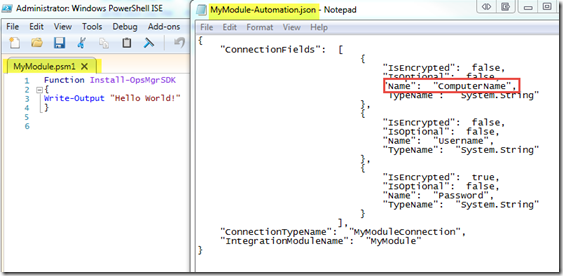 Administrator: Windows PowerShell ISE
File Edit View Tools Debug Add-ons
MyModule.psm1
1 Function Install-OpsMgrSDK
2 {
3 Write-Output "Hello World!"
4 }
5
6
MyModule-Automation.json - Notepad
File Edit Format View Help
{
"ConnectionFields": [
{
"IsEncrypted": false,
"IsOptional": false,
"Name": "ComputerName",
"TypeName": "System.String"
},
{
"IsEncrypted": false,
"IsOptional": false,
"Name": "Username",
"TypeName": "System.String"
},
{
"IsEncrypted": true,
"IsOptional": false,
"Name": "Password",
"TypeName": "System.String"
}
],
"ConnectionTypeName": "MyModuleConnection",
"IntegrationModuleName": "MyModule"
}